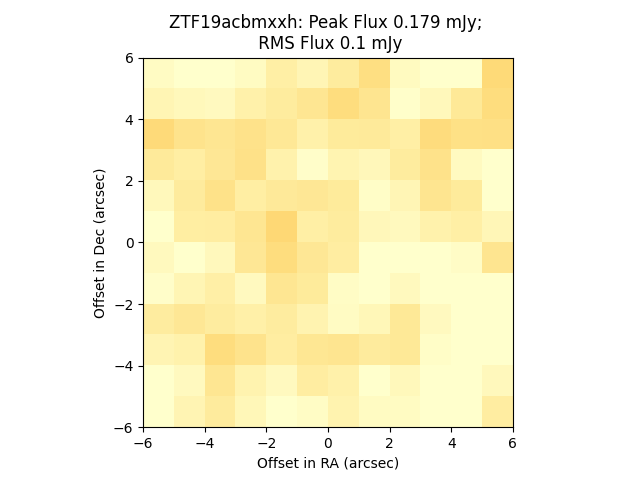 ZTF19acbmxxh: Peak Flux 0.179 mJy;
RMS Flux 0.1 mJy
6
4
2
0
−2
−4
−6
Offset in Dec (arcsec)
−6 −4 −2 0 2 4 6
Offset in RA (arcsec)